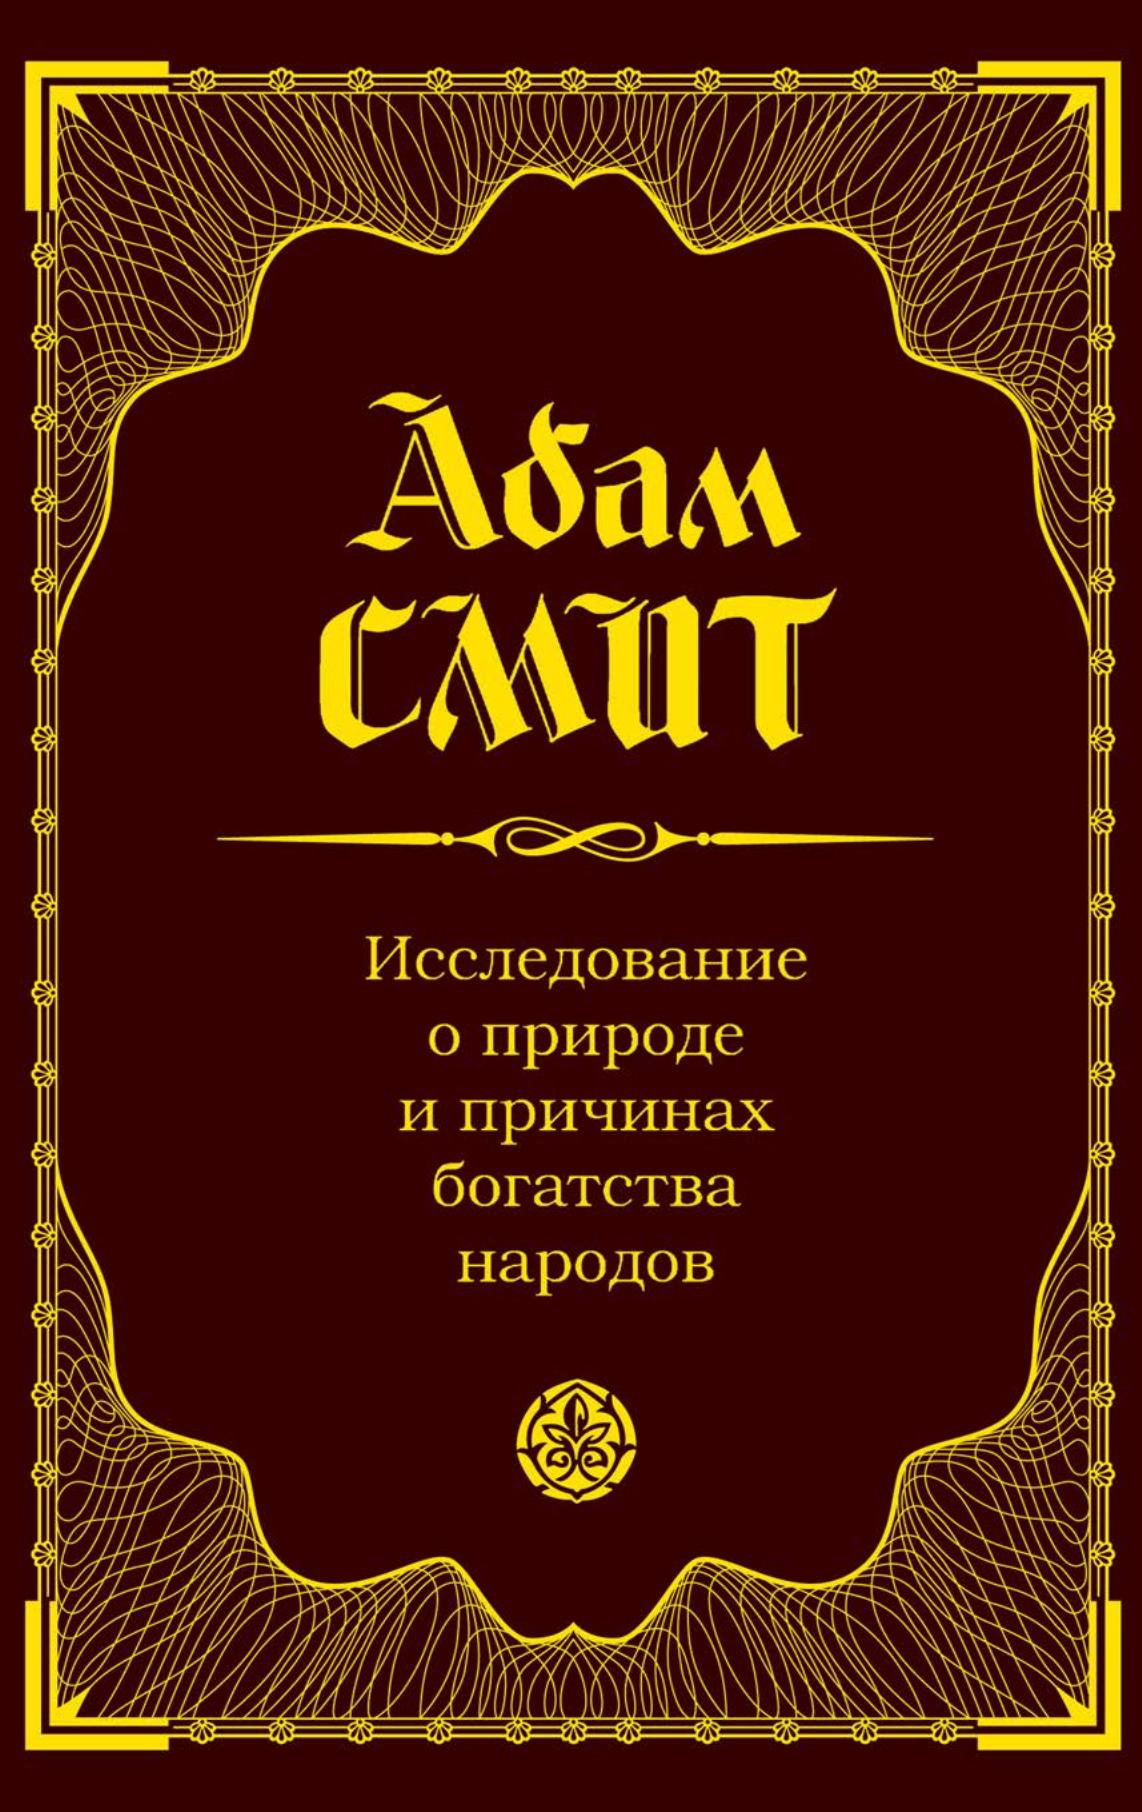 Адам
СМИТ
Исследование
о природе
и причинах
богатства
народов